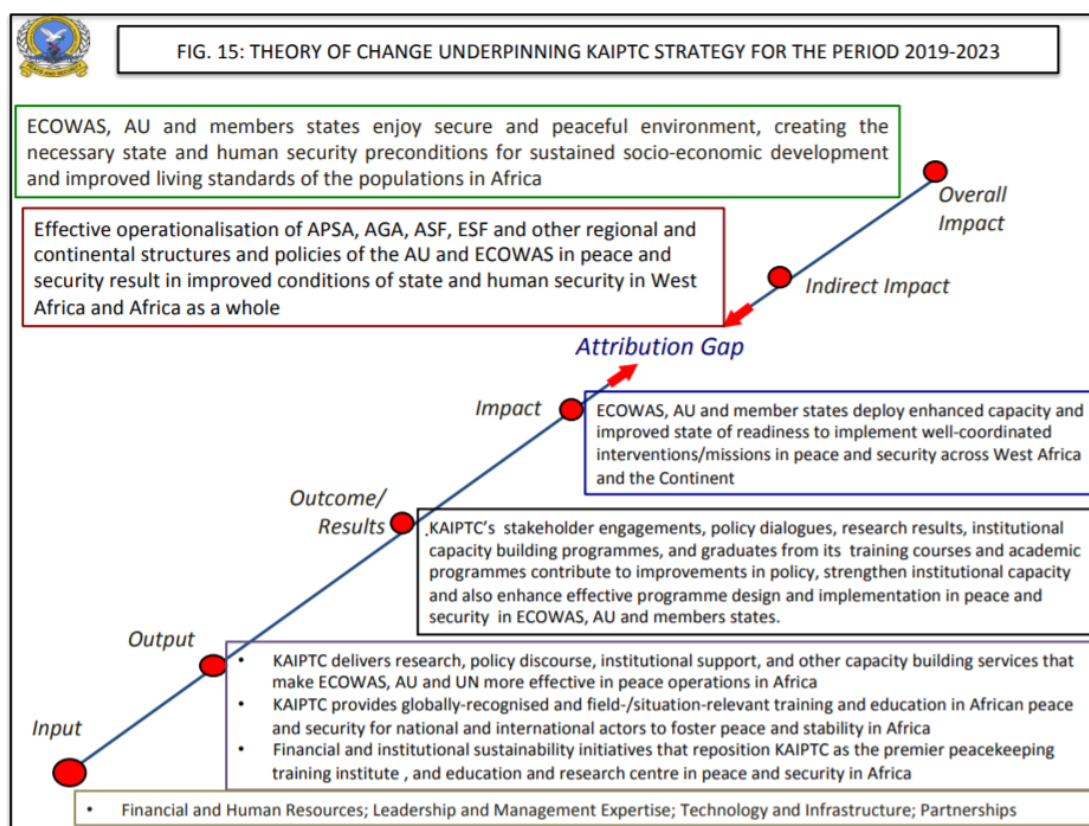 FIG. 15: THEORY OF CHANGE UNDERPINNING KAIPTC STRATEGY FOR THE PERIOD 2019-2023
ECOWAS, AU and members states enjoy secure and peaceful environment, creating the
necessary state and human security preconditions for sustained socio-economic development
and improved living standards of the populations in Africa
Overall
Impact
Effective operationalisation of APSA, AGA, ASF, ESF and other regional and
continental structures and policies of the AU and ECOWAS in peace and
security result in improved conditions of state and human security in West
Africa and Africa as a whole
Indirect Impact
Attribution Gap
Impact
ECOWAS, AU and member states deploy enhanced capacity and
improved state of readiness to implement well-coordinated
interventions/missions in peace and security across West Africa
and the Continent
Outcome/
Results
KAIPTC's stakeholder engagements, policy dialogues, research results, institutional
capacity building programmes, and graduates from its training courses and academic
programmes contribute to improvements in policy, strengthen institutional capacity
and also enhance effective programme design and implementation in peace and
security in ECOWAS, AU and members states.
Output
• KAIPTC delivers research, policy discourse, institutional support, and other capacity building services that
make ECOWAS, AU and UN more effective in peace operations in Africa
• KAIPTC provides globally-recognised and field-/situation-relevant training and education in African peace
and security for national and international actors to foster peace and stability in Africa
• Financial and institutional sustainability initiatives that reposition KAIPTC as the premier peacekeeping
training institute , and education and research centre in peace and security in Africa
Input
• Financial and Human Resources; Leadership and Management Expertise; Technology and Infrastructure; Partnerships